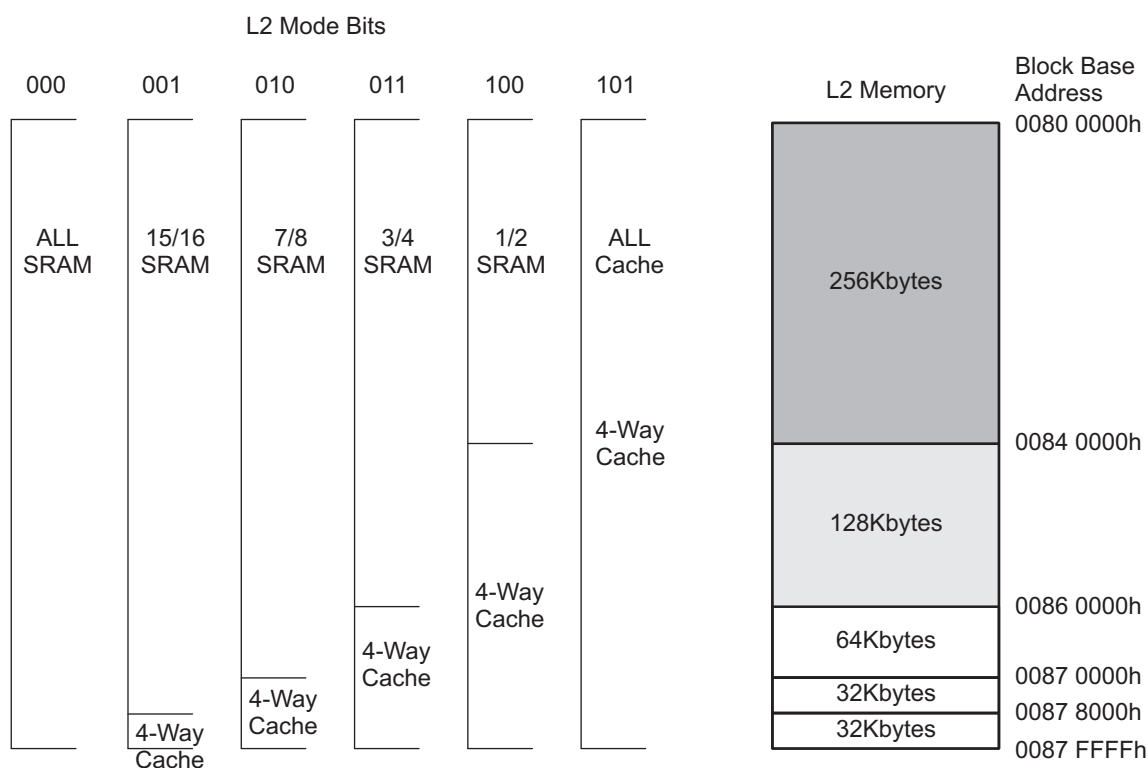 L2 Mode Bits
000
001
010
011
100
101
L2 Memory
Block Base
Address
0080 0000h
ALL
SRAM
15/16
SRAM
7/8
SRAM
3/4
SRAM
1/2
SRAM
ALL
Cache
256Kbytes
4-Way
Cache
0084 0000h
128Kbytes
4-Way
Cache
0086 0000h
4-Way
Cache
64Kbytes
0087 0000h
4-Way
Cache
32Kbytes
0087 8000h
4-Way
Cache
32Kbytes
0087 FFFFh